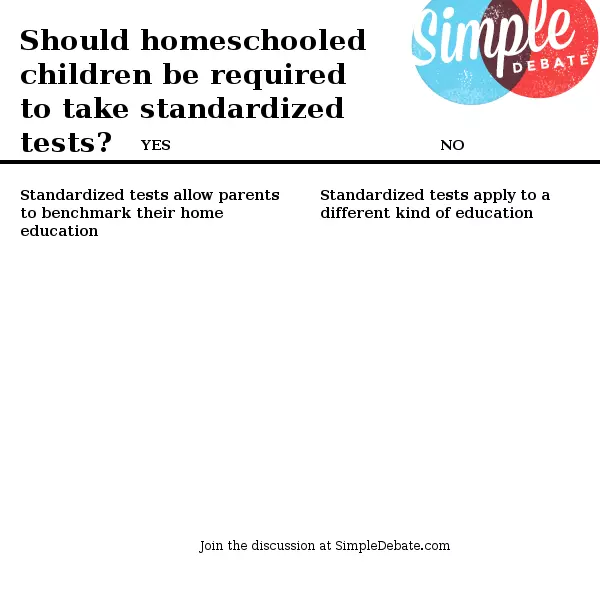 Should homeschooled
children be required
to take standardized
tests?
Simple
DEBATE
YES
NO
Standardized tests allow parents
to benchmark their home
education
Standardized tests apply to a
different kind of education
Join the discussion at SimpleDebate.com